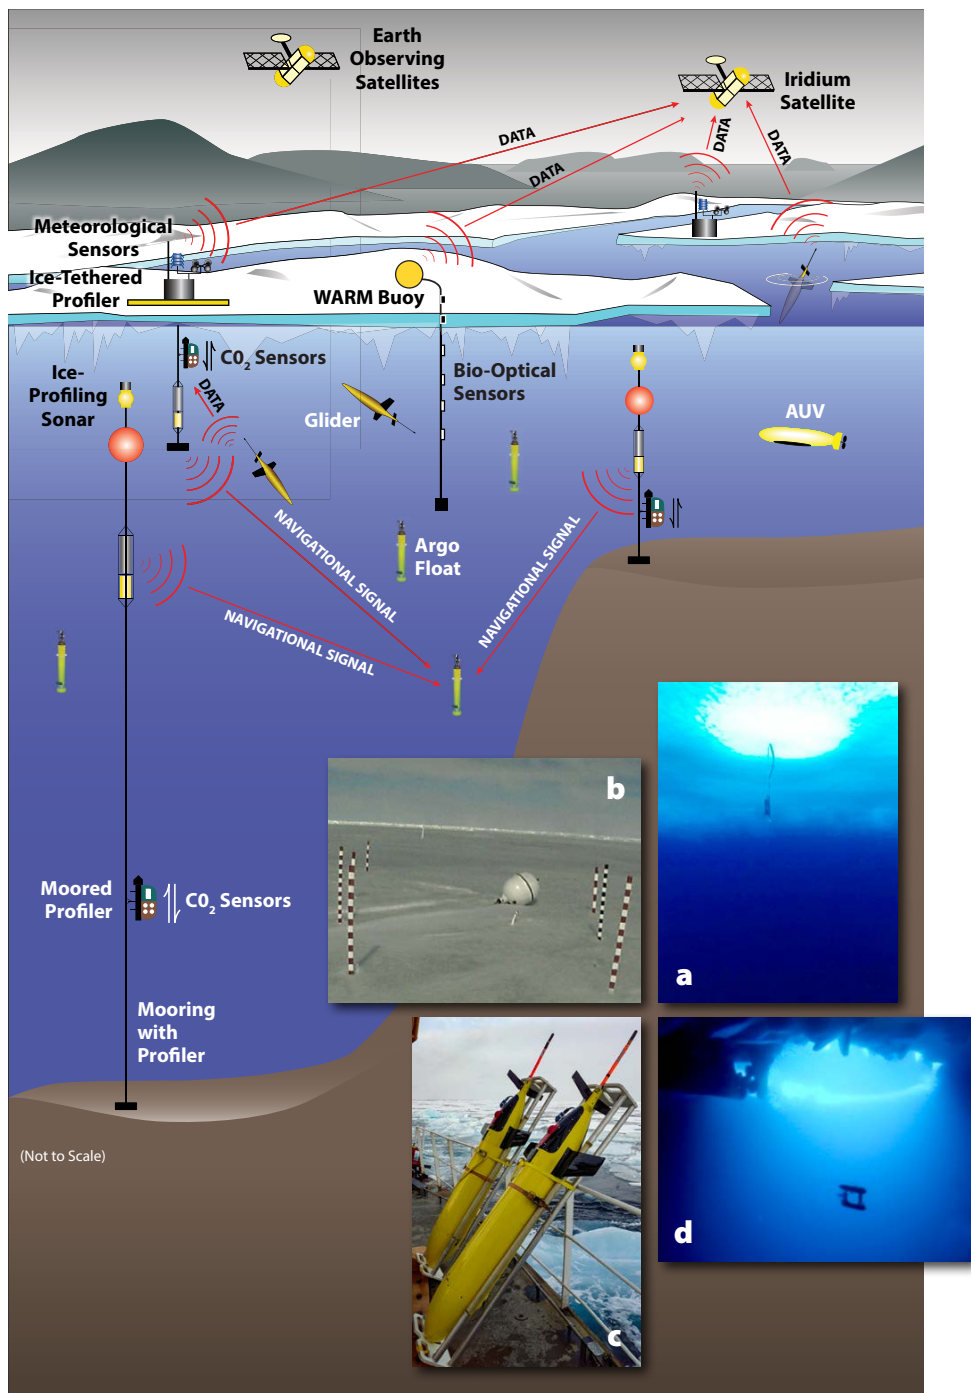 Earth
Observing
Satellites
Iridium
Satellite
DATA
DATA
DATA
DATA
Meteorological
Sensors
Ice-Tethered
Profiler
WARM Buoy
C0₂ Sensors
Ice-
Profiling
Sonar
DATA
Glider
Bio-Optical
Sensors
AUV
NAVIGATIONAL SIGNAL
Argo
Float
NAVIGATIONAL SIGNAL
NAVIGATIONAL SIGNAL
b
a
Moored
Profiler
C0₂ Sensors
Mooring
with
Profiler
(Not to Scale)
d
c